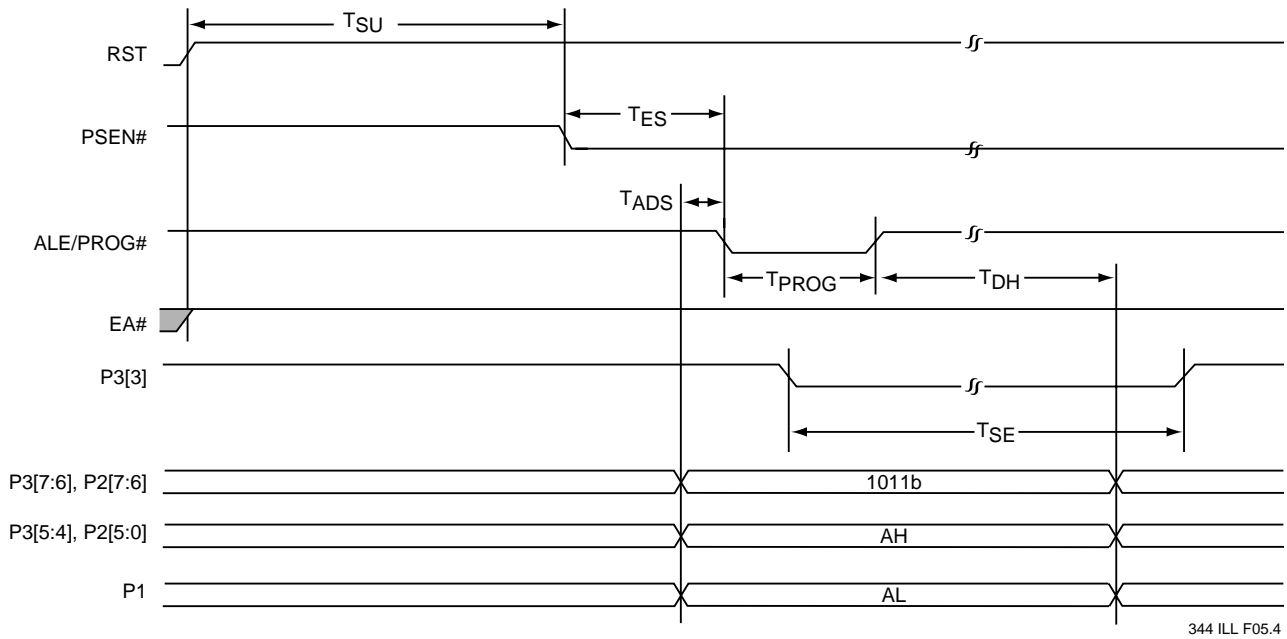 TSU
RST
TES
PSEN#
TADS
ALE/PROG#
TPROG
TDH
EA#
P3[3]
TSE
P3[7:6], P2[7:6]
1011b
P3[5:4], P2[5:0]
AH
P1
AL
344 ILL F05.4